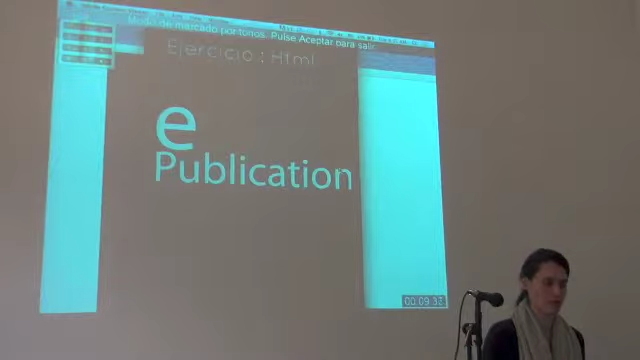 Modo de marcado por tonos. Pulse Aceptar para salir.
Ejercicio : Html
e
Publication
00:09:32